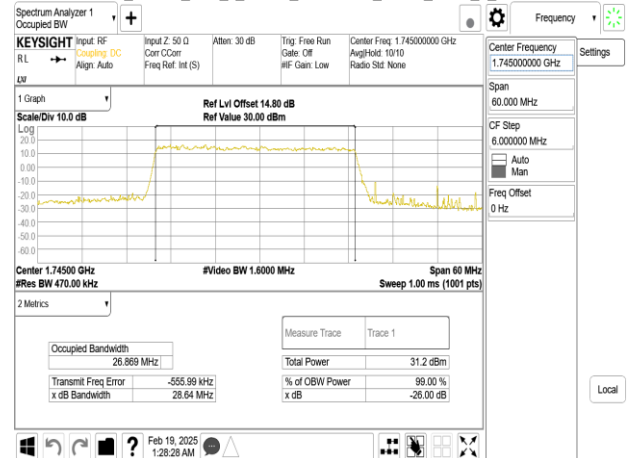 Spectrum Analyzer 1
Occupied BW
Frequency
KEYSIGHT
Input: RF
Input Z: 50 Ω
Atten: 30 dB
Trig: Free Run
Center Freq: 1.745000000 GHz
RL
Coupling: DC
Corr CCorr
Gate: Off
Avg|Hold: 10/10
Align: Auto
Freq Ref: Int (S)
#IF Gain: Low
Radio Std: None
LXI
Center Frequency
1.745000000 GHz
Settings
Span
60.000 MHz
CF Step
6.000000 MHz
Auto
Man
Freq Offset
0 Hz
1 Graph
Ref Lvl Offset 14.80 dB
Scale/Div 10.0 dB
Ref Value 30.00 dBm
Log
20.0
10.0
0.00
-10.0
-20.0
-30.0
-40.0
-50.0
-60.0
Center 1.74500 GHz
#Video BW 1.6000 MHz
Span 60 MHz
#Res BW 470.00 kHz
Sweep 1.00 ms (1001 pts)
2 Metrics
Measure Trace
Trace 1
Occupied Bandwidth
26.869 MHz
Total Power
31.2 dBm
Transmit Freq Error
-555.99 kHz
% of OBW Power
99.00 %
x dB Bandwidth
28.64 MHz
x dB
-26.00 dB
Local
?
Feb 19, 2025
1:28:28 AM